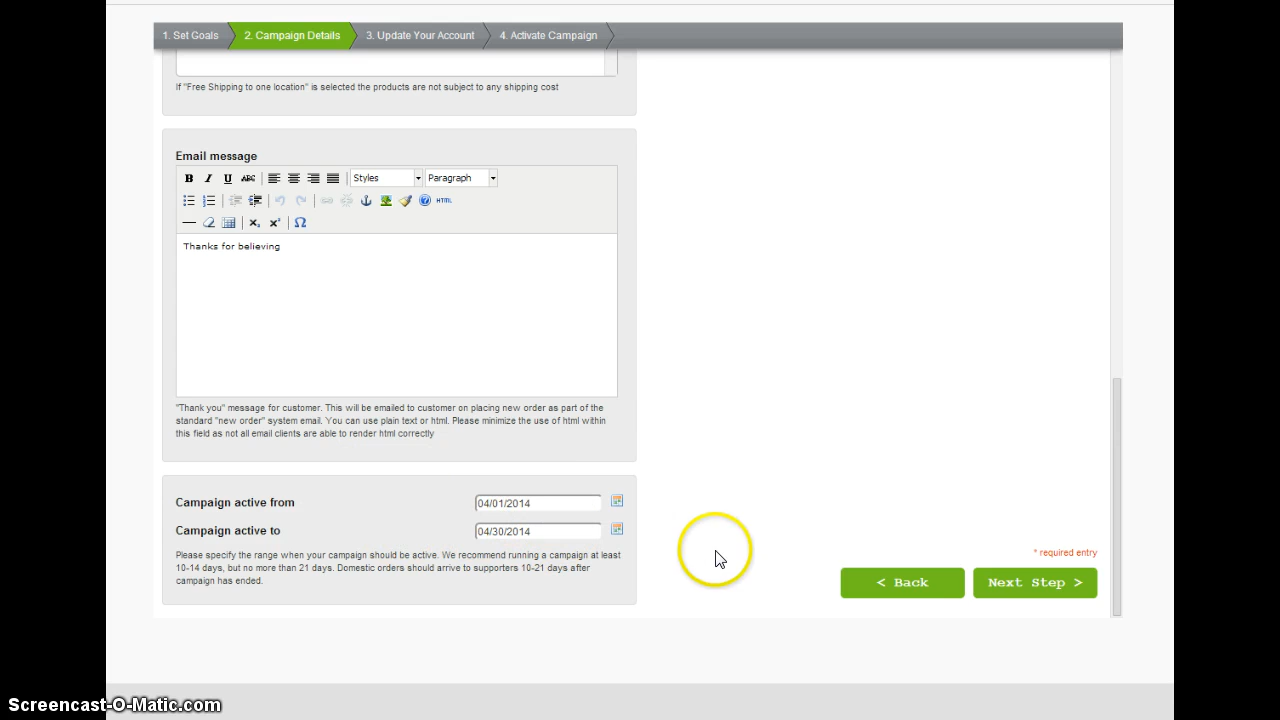 1. Set Goals
2. Campaign Details
3. Update Your Account
4. Activate Campaign
If "Free Shipping to one location" is selected the products are not subject to any shipping cost
Email message
B I U ABC
Styles
Paragraph
HTML
Thanks for believing
"Thank you" message for customer. This will be emailed to customer on placing new order as part of the
standard "new order" system email. You can use plain text or html. Please minimize the use of html within
this field as not all email clients are able to render html correctly
Campaign active from
04/01/2014
Campaign active to
04/30/2014
Please specify the range when your campaign should be active. We recommend running a campaign at least
10-14 days, but no more than 21 days. Domestic orders should arrive to supporters 10-21 days after
campaign has ended.
* required entry
< Back
Next Step >
Screencast-O-Matic.com